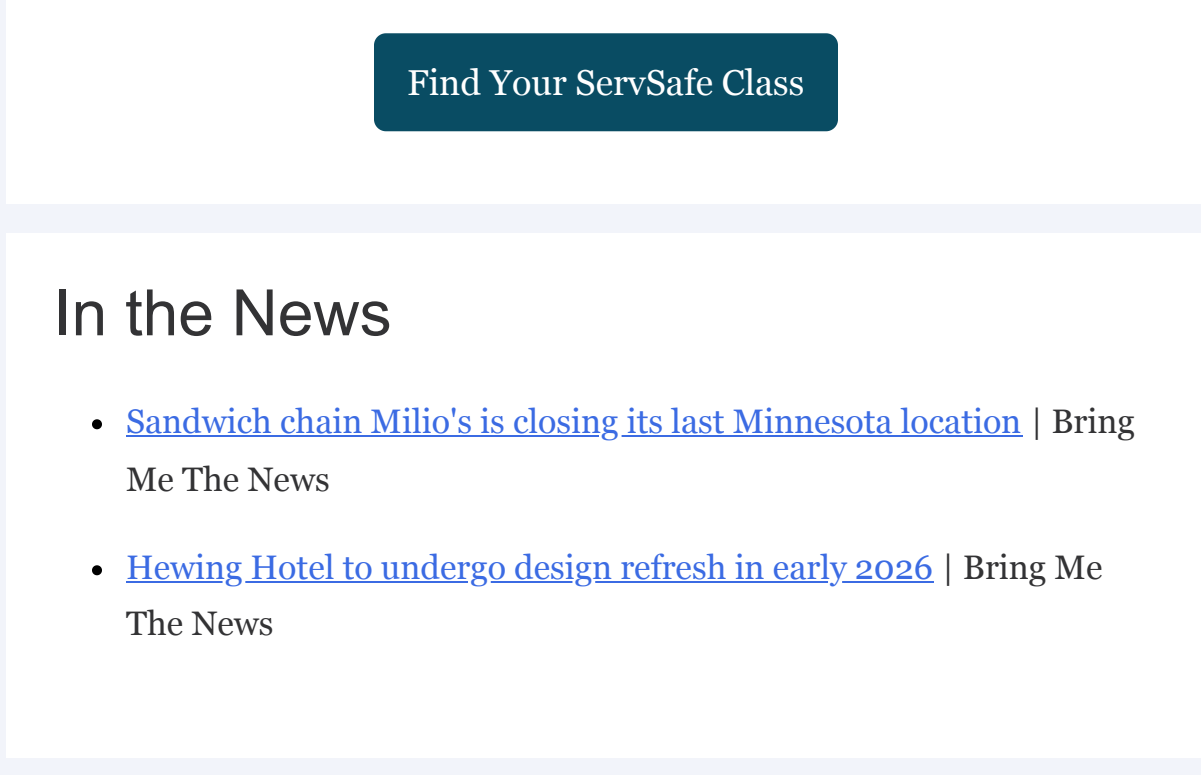 Find Your ServSafe Class
In the News
Sandwich chain Milio's is closing its last Minnesota location | Bring
Me The News
Hewing Hotel to undergo design refresh in early 2026 | Bring Me
The News